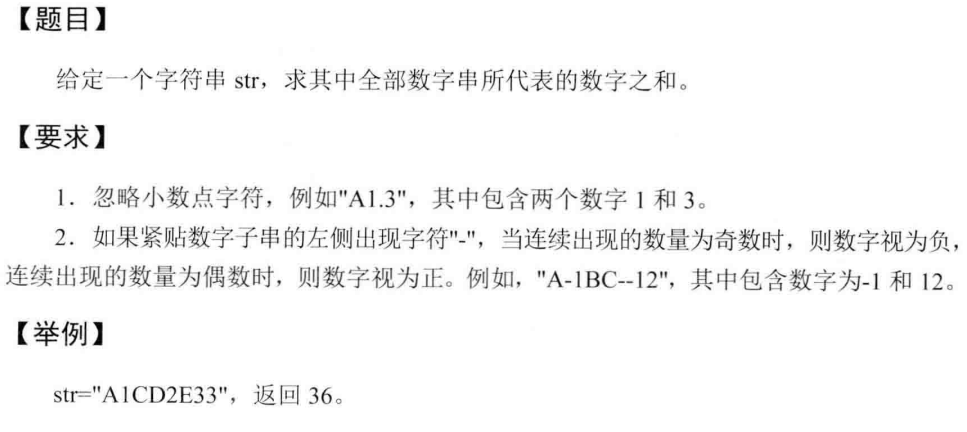 【题目】
给定一个字符串 str，求其中全部数字串所代表的数字之和。
【要求】
1．忽略小数点字符，例如"A1.3"，其中包含两个数字 1 和 3。
2．如果紧贴数字子串的左侧出现字符"-"，当连续出现的数量为奇数时，则数字视为负，
连续出现的数量为偶数时，则数字视为正。例如，"A-1BC--12"，其中包含数字为-1 和 12。
【举例】
str="A1CD2E33"，返回 36。